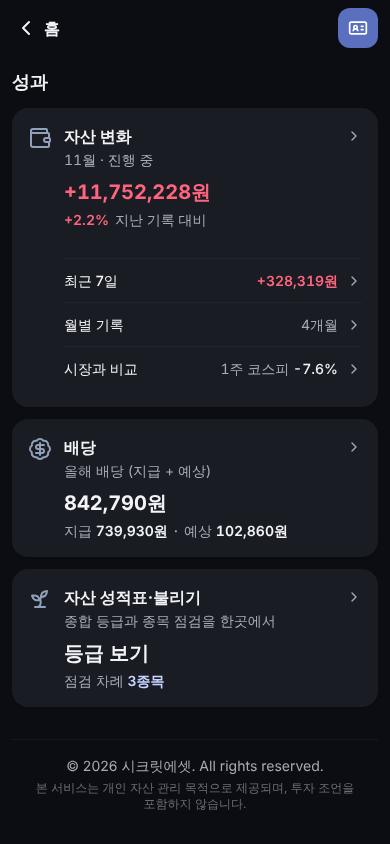 홈
성과
자산 변화
11월 · 진행 중
+11,752,228원
+2.2% 지난 기록 대비
최근 7일 +328,319원
월별 기록 4개월
시장과 비교 1주 코스피 -7.6%
배당
올해 배당 (지급 + 예상)
842,790원
지급 739,930원 · 예상 102,860원
자산 성적표·불리기
종합 등급과 종목 점검을 한곳에서
등급 보기
점검 차례 3종목
© 2026 시크릿에셋. All rights reserved.
본 서비스는 개인 자산 관리 목적으로 제공되며, 투자 조언을
포함하지 않습니다.